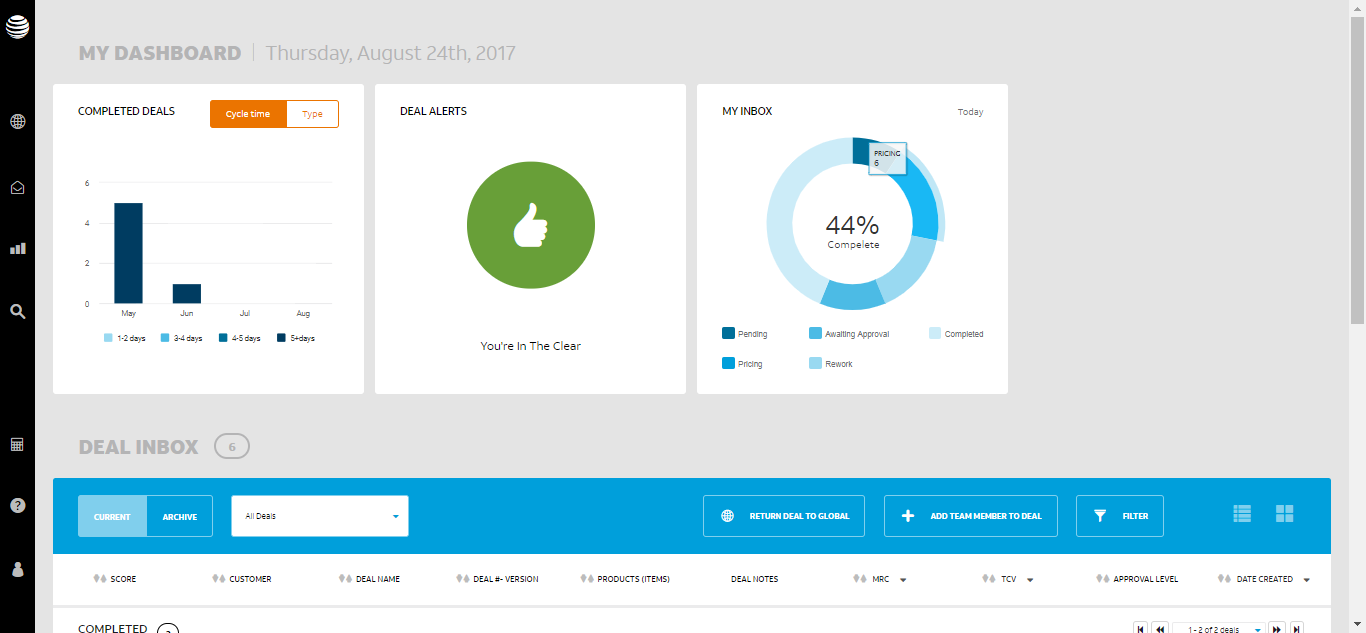 MY DASHBOARD | Thursday, August 24th, 2017
COMPLETED DEALS
Cycle time Type
6
4
2
0
May Jun Jul Aug
1-2 days 3-4 days 4-5 days 5+days
DEAL ALERTS
You're In The Clear
MY INBOX Today
PRICING
6
44%
Compelete
Pending Awaiting Approval Completed
Pricing Rework
DEAL INBOX 6
CURRENT ARCHIVE All Deals RETURN DEAL TO GLOBAL ADD TEAM MEMBER TO DEAL FILTER
SCORE CUSTOMER DEAL NAME DEAL #- VERSION PRODUCTS (ITEMS) DEAL NOTES MRC TCV APPROVAL LEVEL DATE CREATED
COMPLETED 1 - 2 of 2 deals